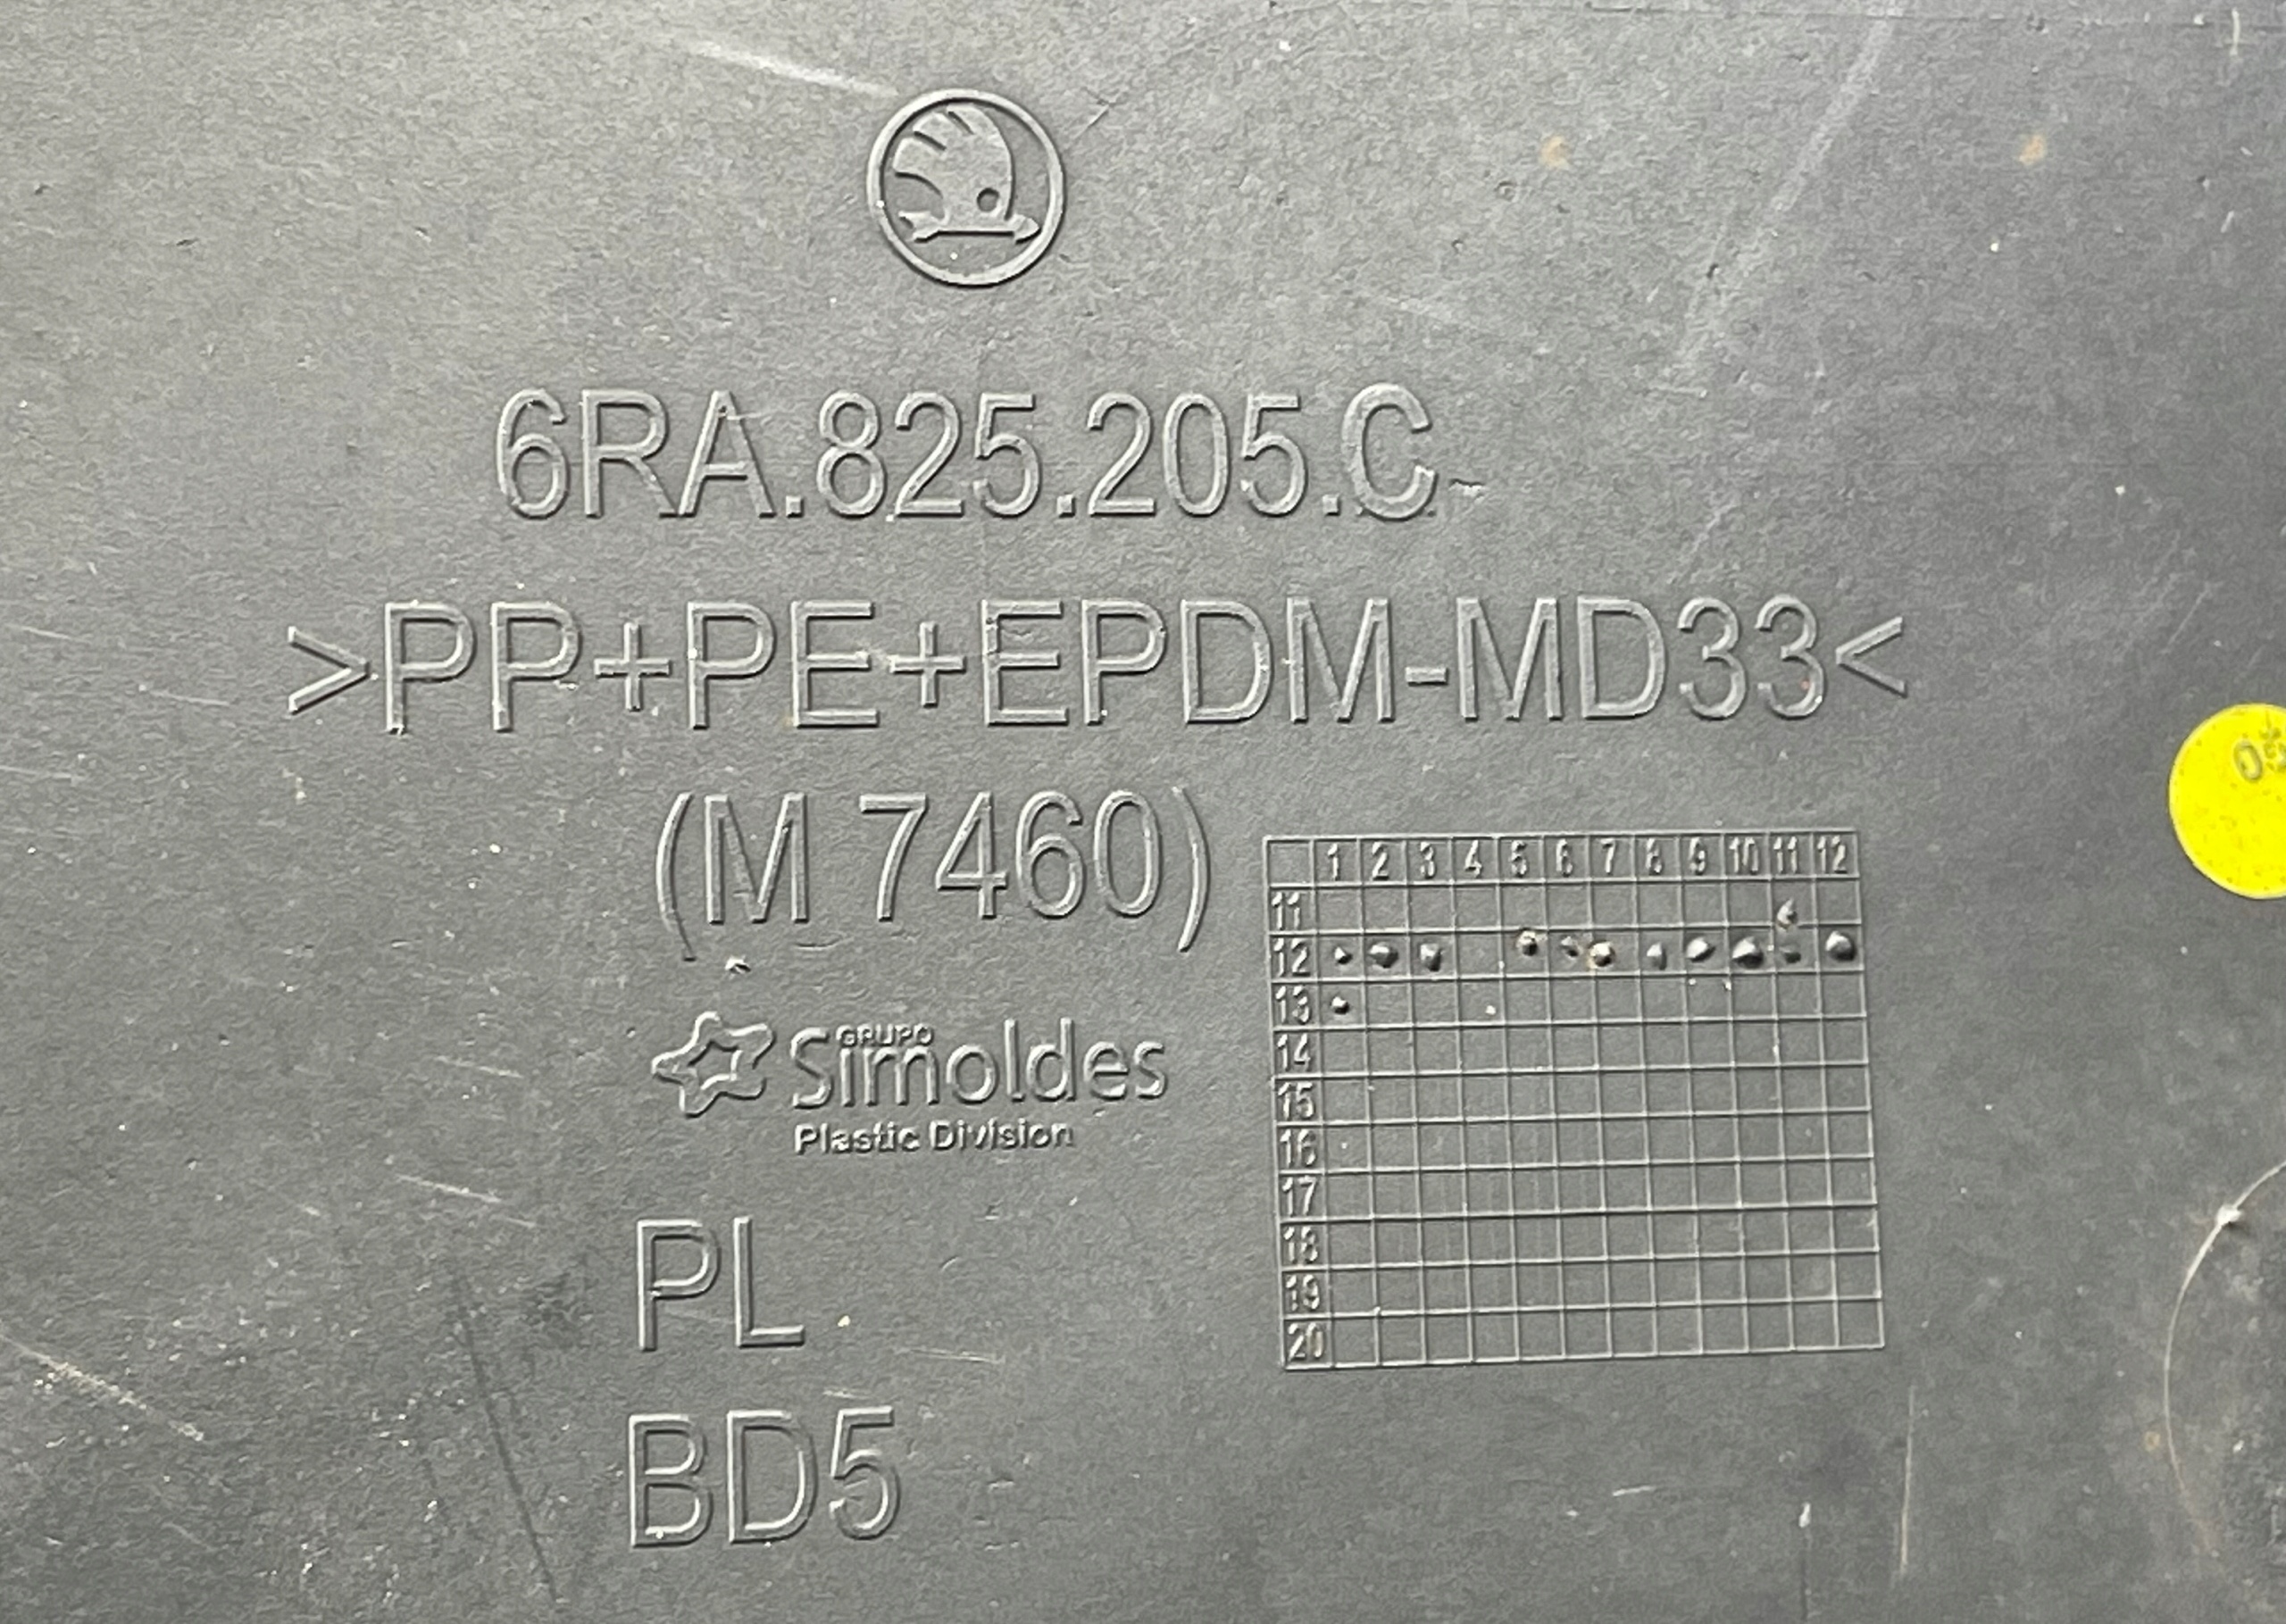 6RA.825.205.C
>PP+PE+EPDM-MD33<
(M 7460)
1 2 3 4 5 6 7 8 9 10 11 12
11
12
13
14
15
16
17
18
19
20
GRUPO
Simoldes
Plastic Division
PL
BD5